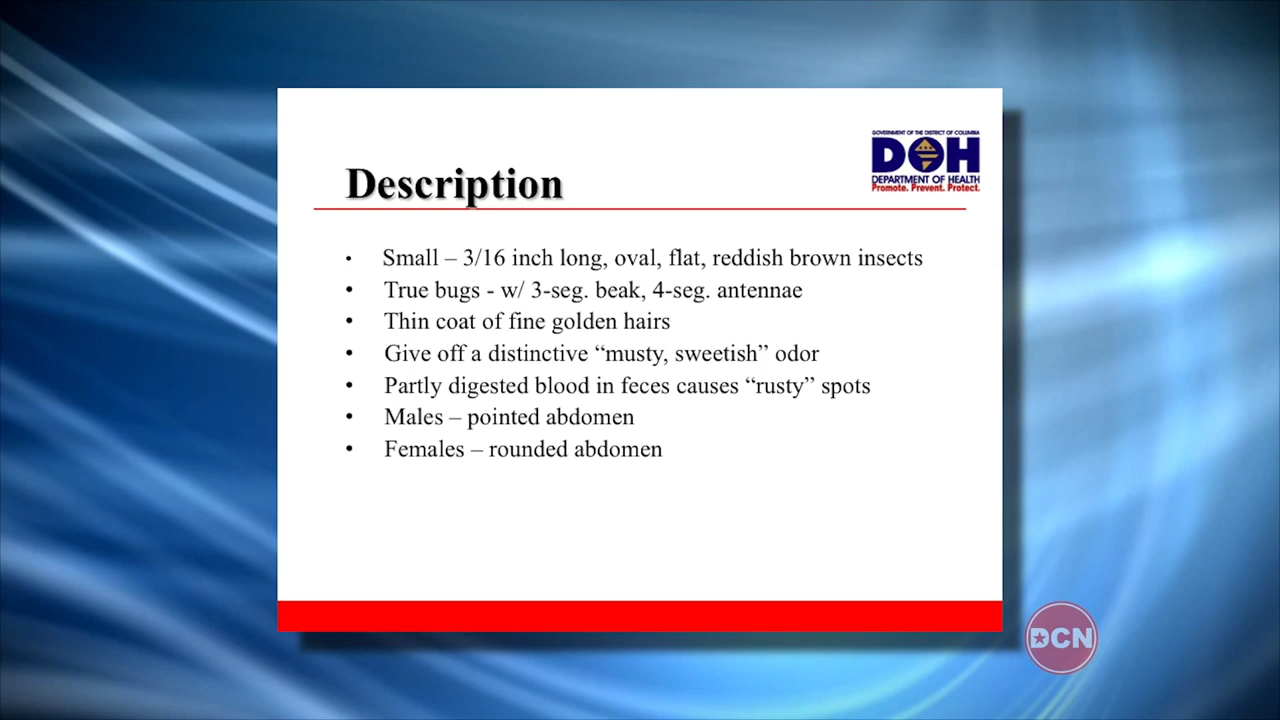 GOVERNMENT OF THE DISTRICT OF COLUMBIA
DOH
DEPARTMENT OF HEALTH
Promote. Prevent. Protect.
Description
• Small – 3/16 inch long, oval, flat, reddish brown insects
• True bugs - w/ 3-seg. beak, 4-seg. antennae
• Thin coat of fine golden hairs
• Give off a distinctive “musty, sweetish” odor
• Partly digested blood in feces causes “rusty” spots
• Males – pointed abdomen
• Females – rounded abdomen
DCN